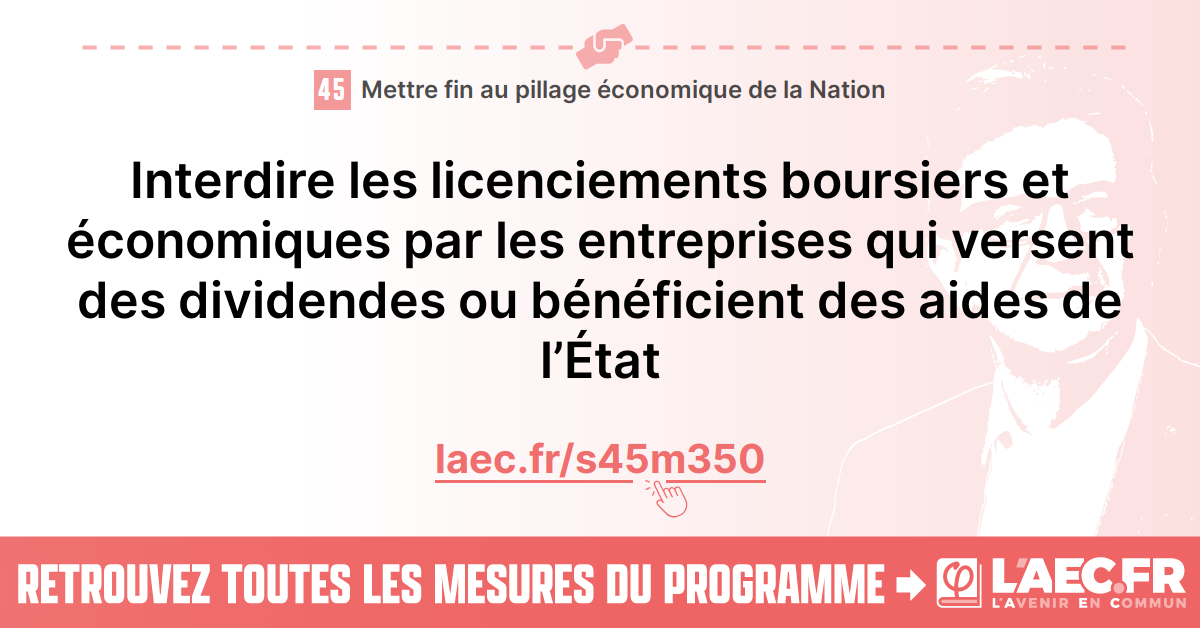 45 Mettre fin au pillage économique de la Nation
Interdire les licenciements boursiers et
économiques par les entreprises qui versent
des dividendes ou bénéficient des aides de
l’État
laec.fr/s45m350
RETROUVEZ TOUTES LES MESURES DU PROGRAMME φ L'AEC.FR
L'AVENIR EN COMMUN